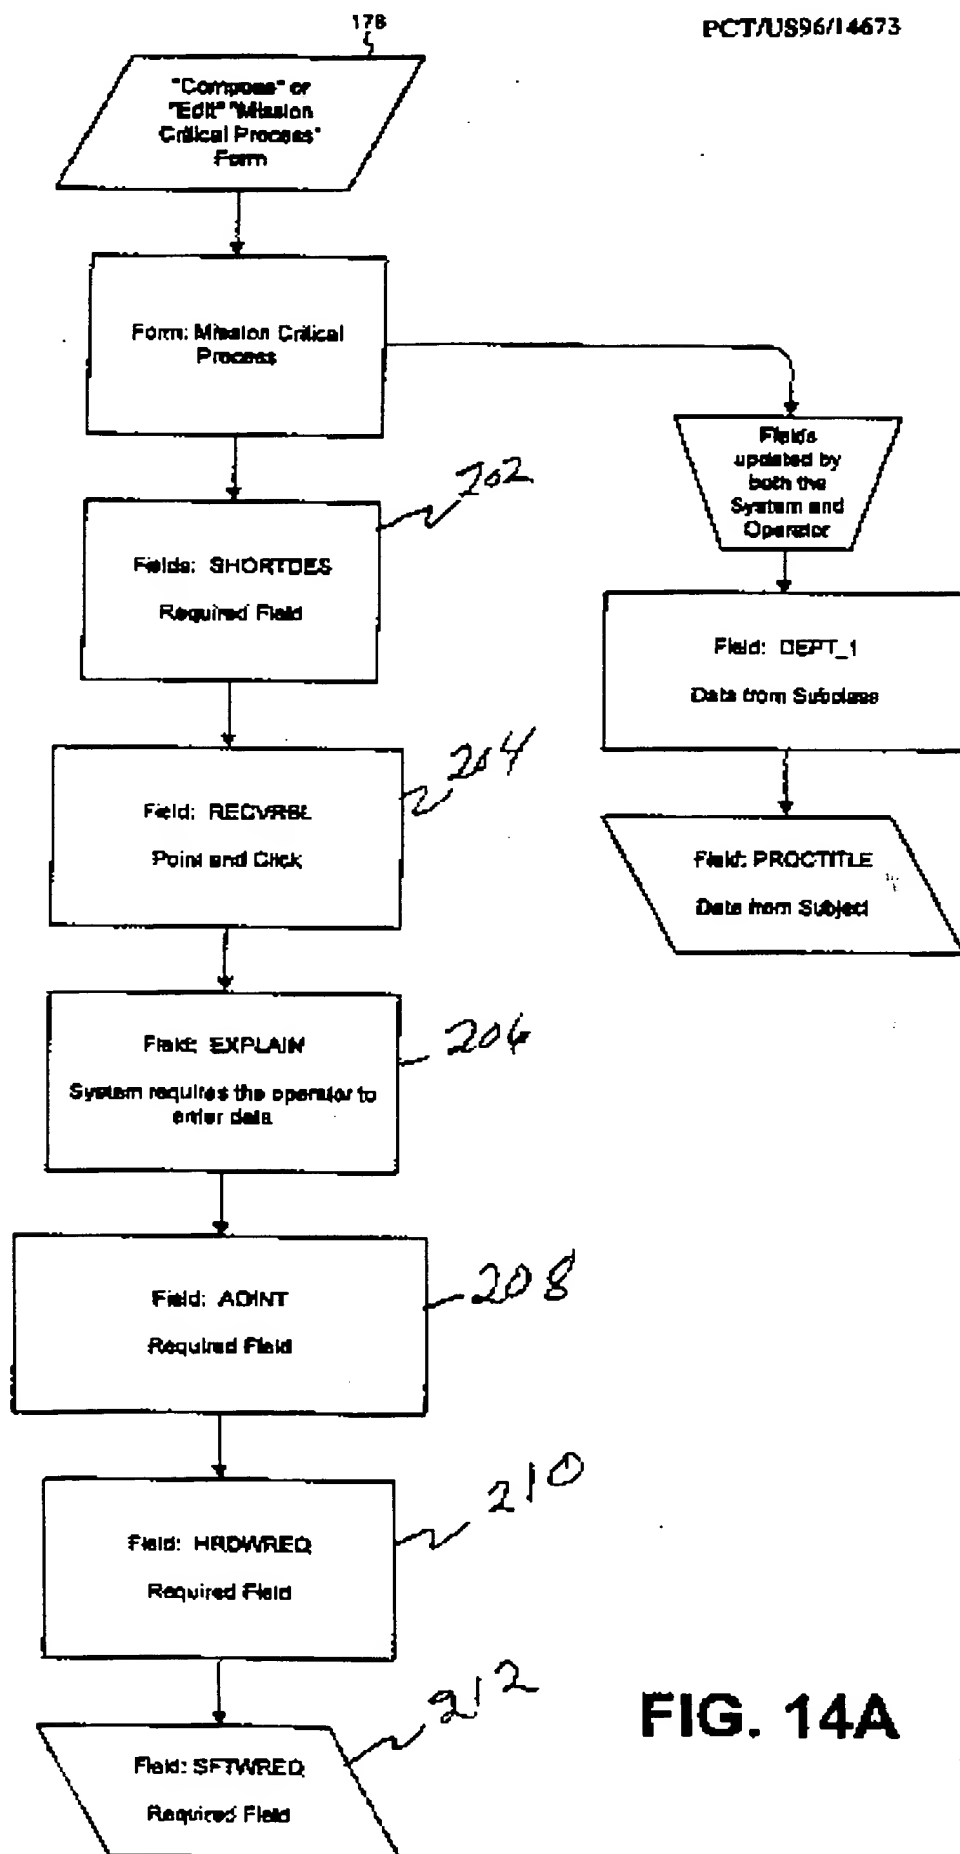 178
PCT/US96/14673
"Compose" or
"Edit" "Mission
Critical Process"
Form
Form: Mission Critical
Process
Fields
updated by
both the
System and
Operator
202
Fields: SHORTDES
Required Field
Field: DEPT_1
Data from Subclass
204
Field: RECVRBL
Point and Click
Field: PROCTITLE
Data from Subject
206
Field: EXPLAIN
System requires the operator to
enter data
208
Field: ADINT
Required Field
210
Field: HRDWREQ
Required Field
212
Field: SFTWREQ
Required Field
FIG. 14A